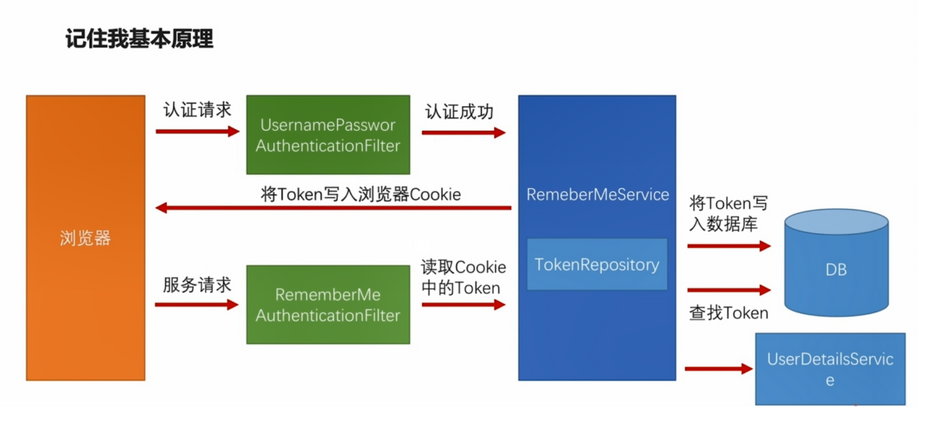 记住我基本原理
浏览器
认证请求
UsernamePasswor
AuthenticationFilter
认证成功
将Token写入浏览器Cookie
服务请求
RememberMe
AuthenticationFilter
读取Cookie
中的Token
RemeberMeService
TokenRepository
将Token写
入数据库
DB
查找Token
UserDetailsServic
e